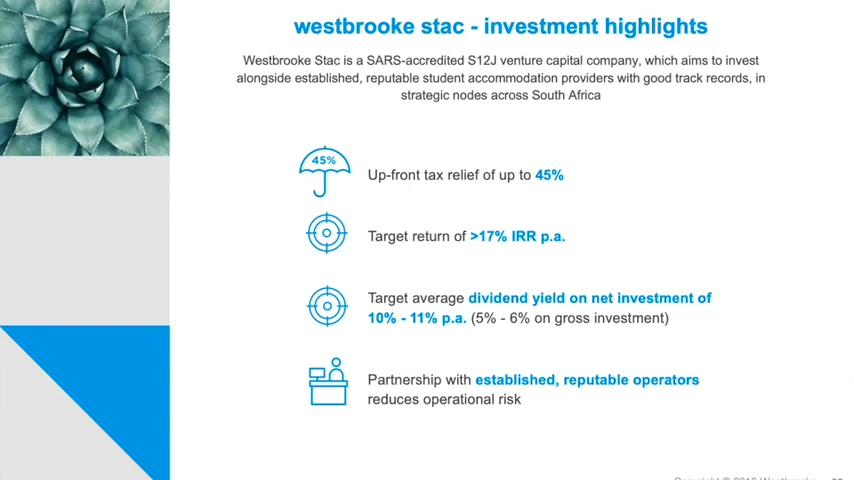 westbrooke stac - investment highlights
Westbrooke Stac is a SARS-accredited S12J venture capital company, which aims to invest
alongside established, reputable student accommodation providers with good track records, in
strategic nodes across South Africa
45%
Up-front tax relief of up to 45%
Target return of >17% IRR p.a.
Target average dividend yield on net investment of
10% - 11% p.a. (5% - 6% on gross investment)
Partnership with established, reputable operators
reduces operational risk
Copyright ©